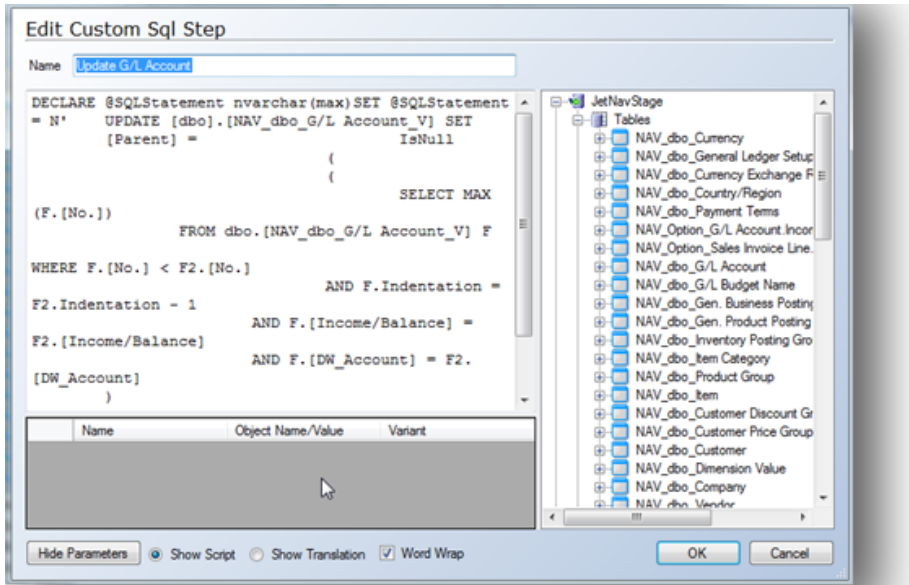 Edit Custom Sql Step
Name Update G/L Account
DECLARE @SQLStatement nvarchar(max)SET @SQLStatement
= N' UPDATE [dbo].[NAV_dbo_G/L Account_V] SET
[Parent] = IsNull
(
(
SELECT MAX
(F.[No.])
FROM dbo.[NAV_dbo_G/L Account_V] F
WHERE F.[No.] < F2.[No.]
AND F.Indentation =
F2.Indentation - 1
AND F.[Income/Balance] =
F2.[Income/Balance]
AND F.[DW_Account] = F2.
[DW_Account]
)
Name Object Name/Value Variant
JetNavStage
Tables
NAV_dbo_Currency
NAV_dbo_General Ledger Setup
NAV_dbo_Currency Exchange R
NAV_dbo_Country/Region
NAV_dbo_Payment Terms
NAV_Option_G/L Account.Incor
NAV_Option_Sales Invoice Line.
NAV_dbo_G/L Account
NAV_dbo_G/L Budget Name
NAV_dbo_Gen. Business Posting
NAV_dbo_Gen. Product Posting
NAV_dbo_Inventory Posting Gro
NAV_dbo_Item Category
NAV_dbo_Product Group
NAV_dbo_Item
NAV_dbo_Customer Discount Gr
NAV_dbo_Customer Price Group
NAV_dbo_Customer
NAV_dbo_Dimension Value
NAV_dbo_Company
NAV_dbo_Vendor
Hide Parameters Show Script Show Translation Word Wrap OK Cancel